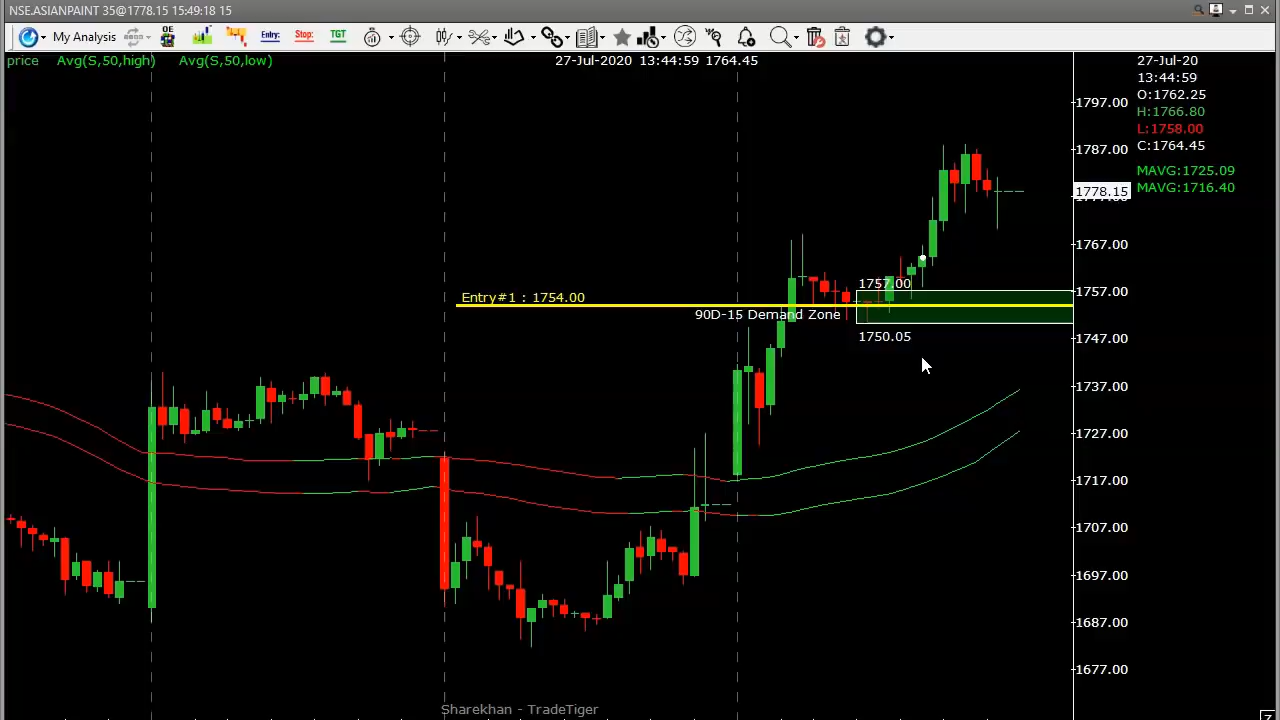 NSE.ASIANPAINT 35@1778.15 15:49:18 15
My Analysis
OE
Entry:
Stop:
TGT
price Avg(S,50,high) Avg(S,50,low) 27-Jul-2020 13:44:59 1764.45
27-Jul-20
13:44:59
O:1762.25
H:1766.80
L:1758.00
C:1764.45
MAVG:1725.09
MAVG:1716.40
1797.00
1787.00
1778.15
1777.00
1767.00
1757.00
1747.00
1737.00
1727.00
1717.00
1707.00
1697.00
1687.00
1677.00
1757.00
Entry#1 : 1754.00
90D-15 Demand Zone
1750.05
Sharekhan - TradeTiger
Z